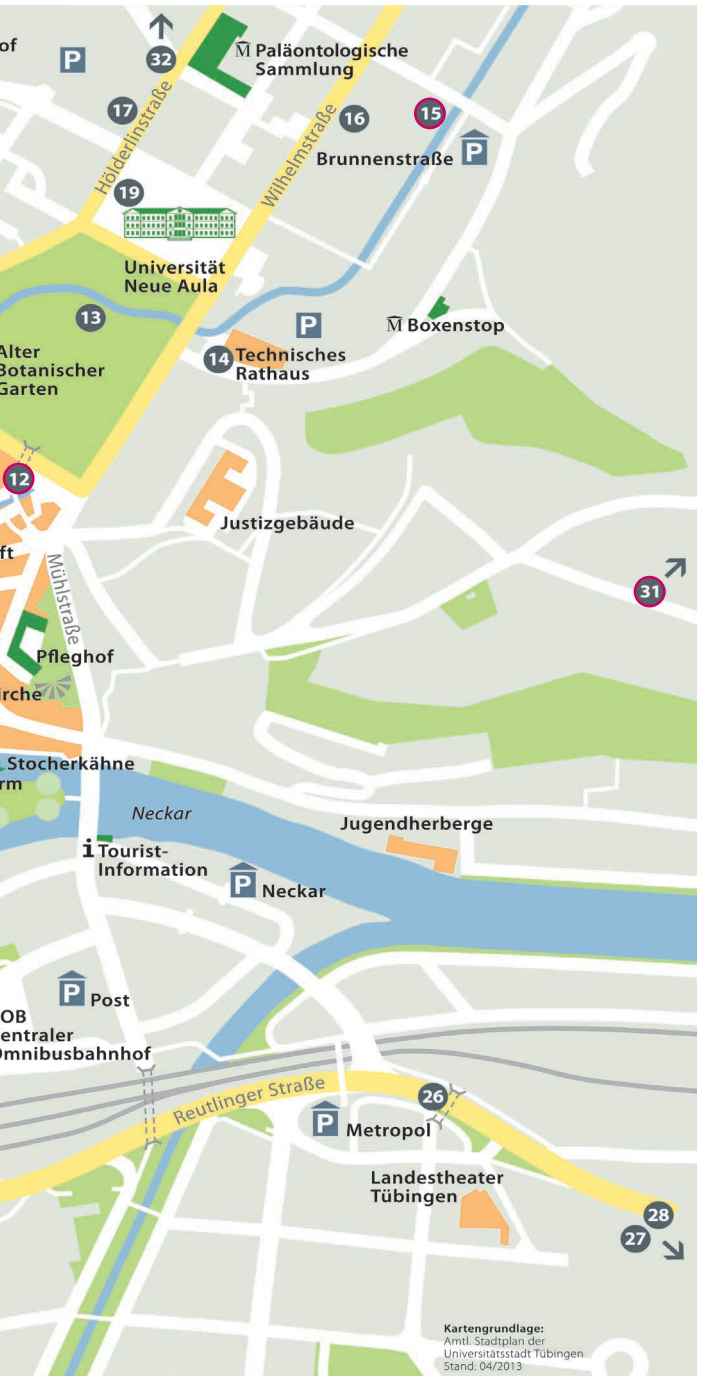 of
P
32
M Paläontologische
Sammlung
17
Hölderlinstraße
16
15
Wilhelmstraße
Brunnenstraße
P
19
Universität
Neue Aula
13
P
M Boxenstop
Alter
Botanischer
Garten
14
Technisches
Rathaus
12
Justizgebäude
ft
Mühlstraße
31
Pfleghof
irche
Stocherkähne
rm
Neckar
Jugendherberge
i Tourist-
Information
P Neckar
P Post
OB
entraler
Omnibusbahnhof
Reutlinger Straße
26
P Metropol
Landestheater
Tübingen
28
27
Kartengrundlage:
Amtl. Stadtplan der
Universitätsstadt Tübingen
Stand: 04/2013